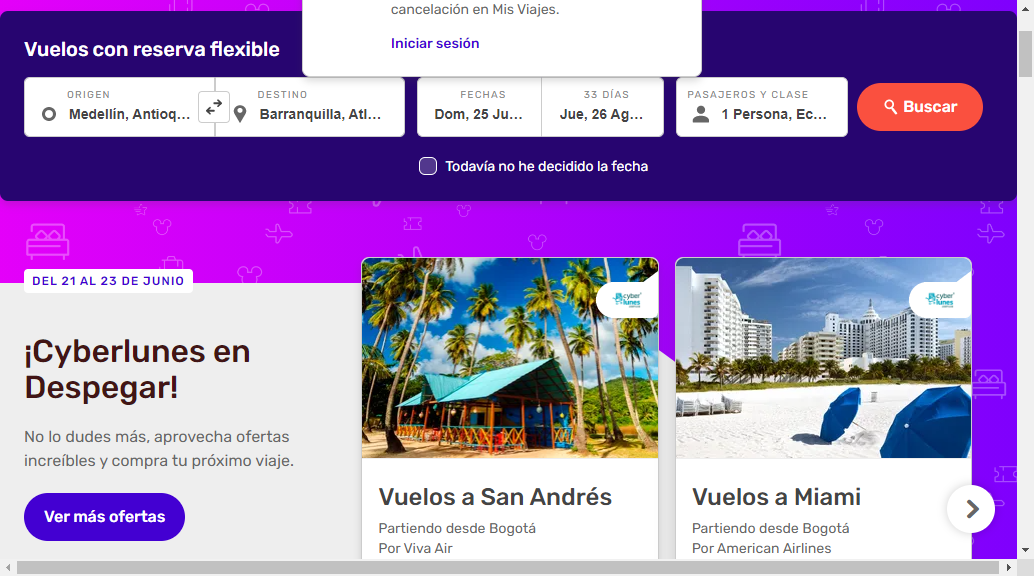 cancelación en Mis Viajes.
Iniciar sesión
Vuelos con reserva flexible
ORIGEN
Medellín, Antioq...
DESTINO
Barranquilla, Atl...
FECHAS
Dom, 25 Ju...
33 DÍAS
Jue, 26 Ag...
PASAJEROS Y CLASE
1 Persona, Ec...
Buscar
Todavía no he decidido la fecha
DEL 21 AL 23 DE JUNIO
¡Cyberlunes en
Despegar!
No lo dudes más, aprovecha ofertas
increíbles y compra tu próximo viaje.
Ver más ofertas
cyber
lunes
Vuelos a San Andrés
Partiendo desde Bogotá
Por Viva Air
cyber
lunes
Vuelos a Miami
Partiendo desde Bogotá
Por American Airlines